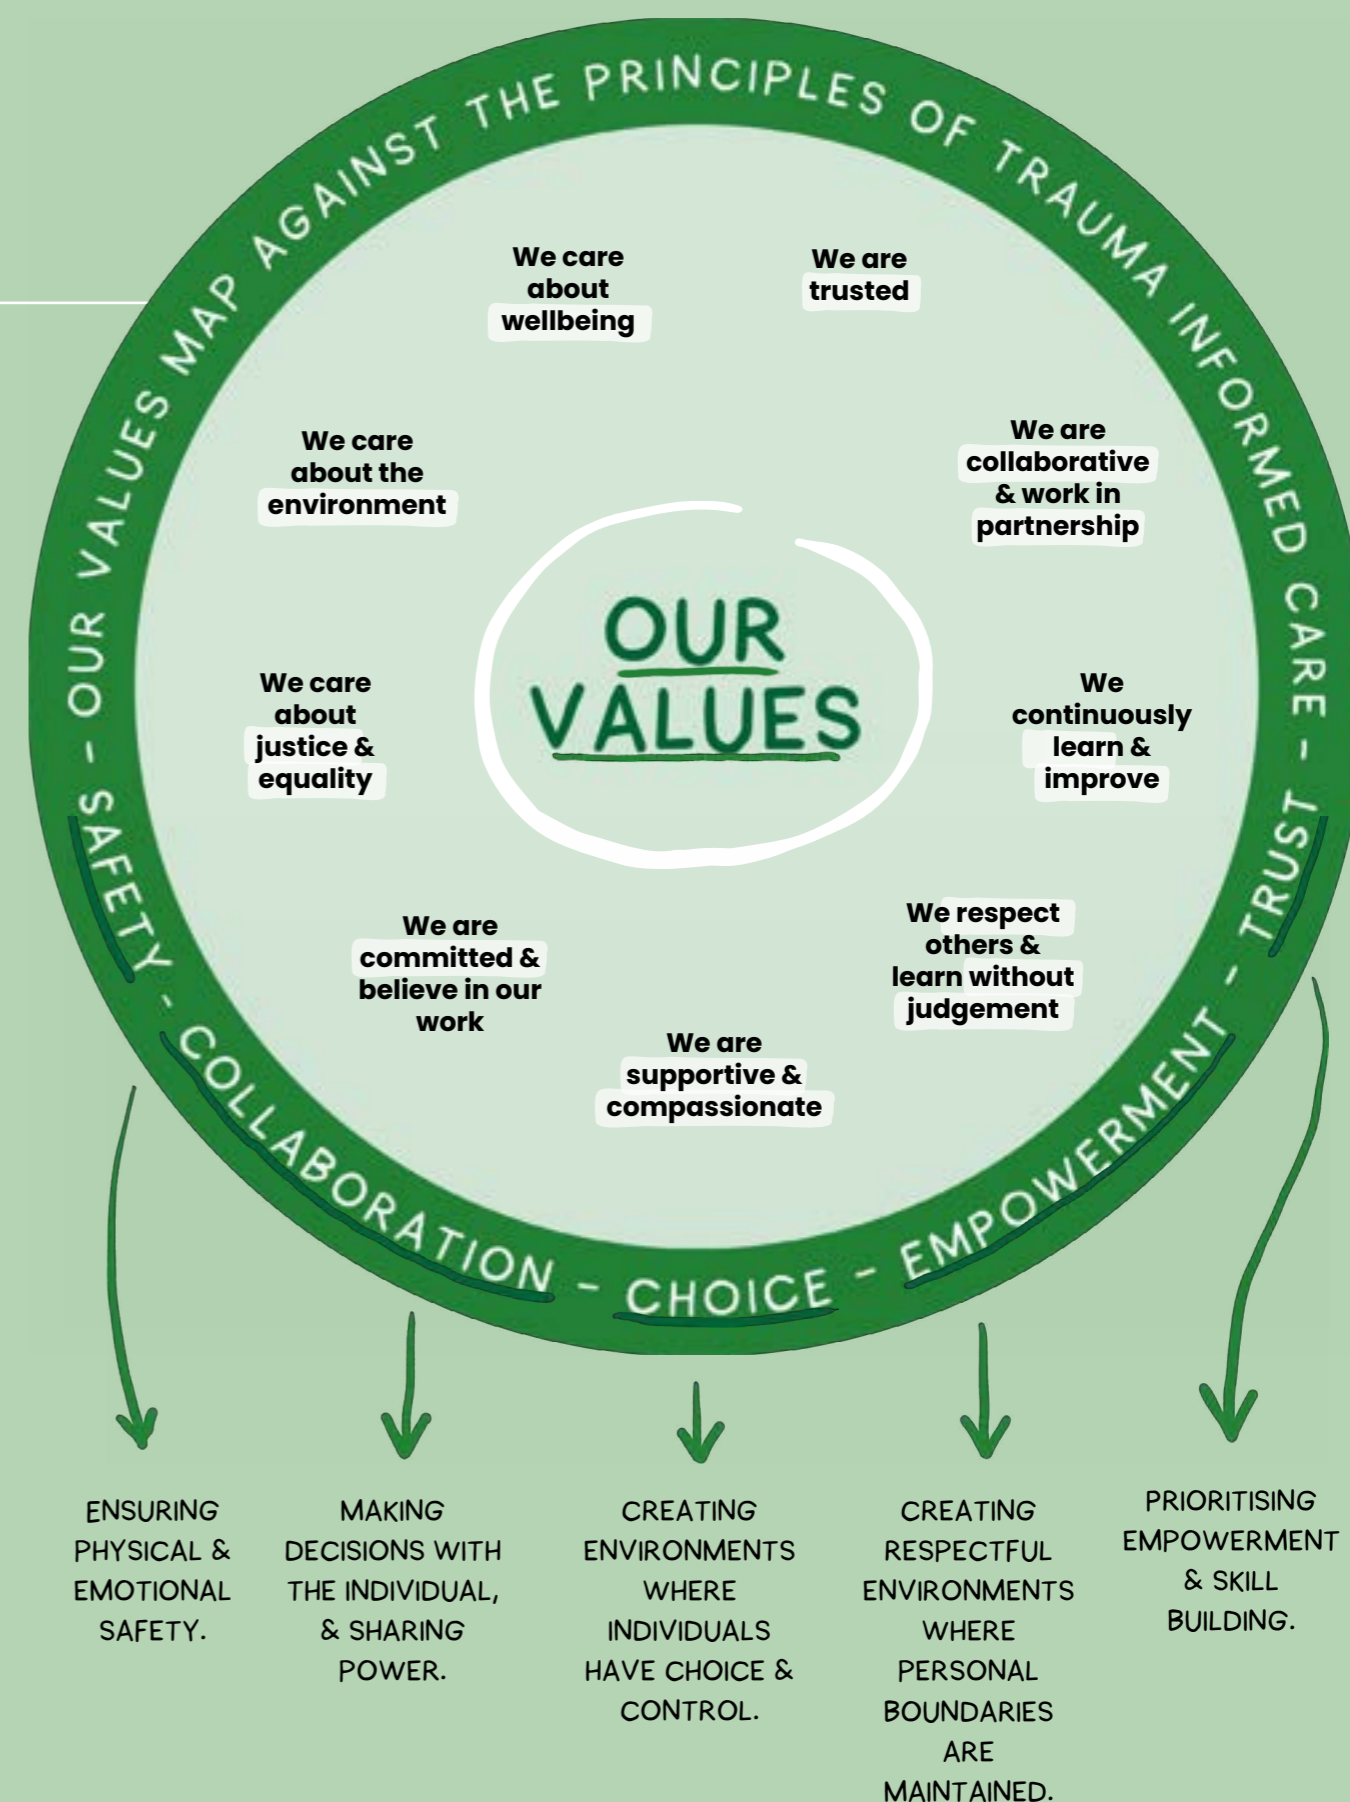 - OUR VALUES MAP AGAINST THE PRINCIPLES OF TRAUMA INFORMED CARE - TRUST - EMPOWERMENT - CHOICE - COLLABORATION - SAFETY
We care
about
wellbeing
We are
trusted
We care
about the
environment
We are
collaborative
& work in
partnership
OUR
VALUES
We care
about
justice &
equality
We
continuously
learn &
improve
We are
committed &
believe in our
work
We respect
others &
learn without
judgement
We are
supportive &
compassionate
ENSURING
PHYSICAL &
EMOTIONAL
SAFETY.
MAKING
DECISIONS WITH
THE INDIVIDUAL,
& SHARING
POWER.
CREATING
ENVIRONMENTS
WHERE
INDIVIDUALS
HAVE CHOICE &
CONTROL.
CREATING
RESPECTFUL
ENVIRONMENTS
WHERE
PERSONAL
BOUNDARIES
ARE
MAINTAINED.
PRIORITISING
EMPOWERMENT
& SKILL
BUILDING.